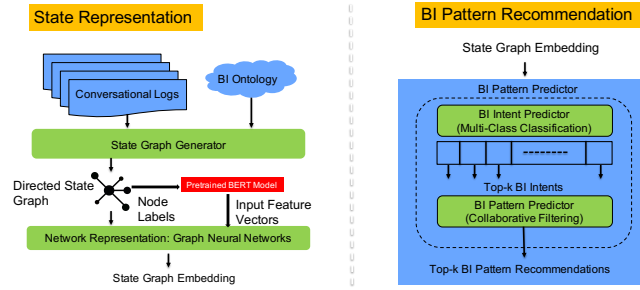 State Representation
Conversational Logs
BI Ontology
State Graph Generator
Directed State
Graph
Node
Labels
Pretrained BERT Model
Input Feature
Vectors
Network Representation: Graph Neural Networks
State Graph Embedding
BI Pattern Recommendation
State Graph Embedding
BI Pattern Predictor
BI Intent Predictor
(Multi-Class Classification)
Top-k BI Intents
BI Pattern Predictor
(Collaborative Filtering)
Top-k BI Pattern Recommendations